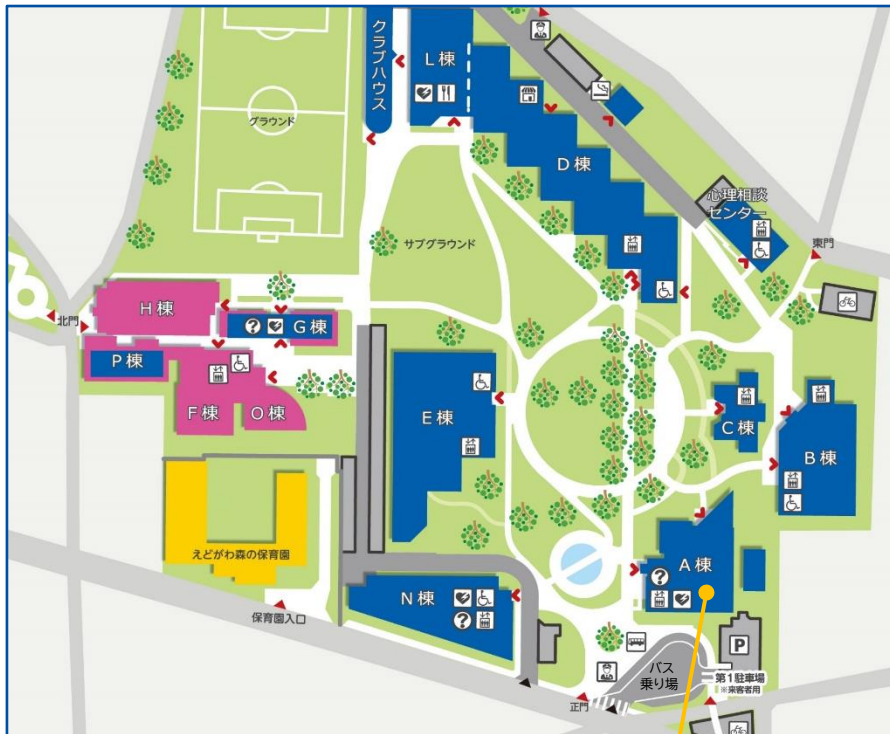 クラブハウス
L棟
グラウンド
D棟
心理相談
センター
サブグラウンド
東門
H棟
北門
? G棟
P棟
F棟
O棟
E棟
C棟
B棟
えどがわ森の保育園
A棟
?
N棟
?
保育園入口
P
バス
乗り場
第1駐車場
※来客者用
正門